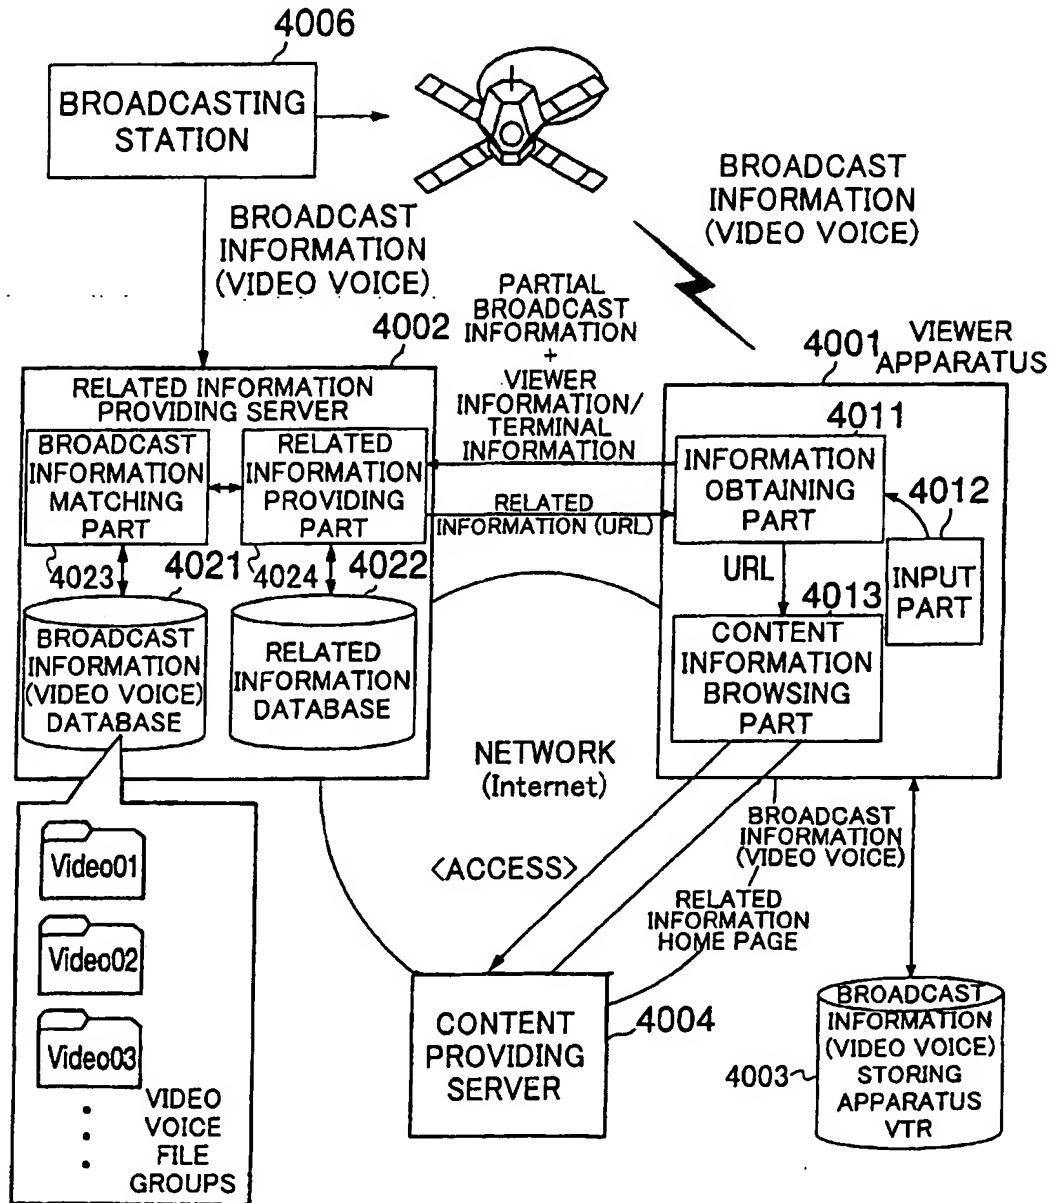 4006
BROADCASTING
STATION
BROADCAST
INFORMATION
(VIDEO VOICE)
BROADCAST
INFORMATION
(VIDEO VOICE)
PARTIAL
BROADCAST
INFORMATION
+
VIEWER
INFORMATION/
TERMINAL
INFORMATION
4002
RELATED INFORMATION
PROVIDING SERVER
BROADCAST
INFORMATION
MATCHING
PART
RELATED
INFORMATION
PROVIDING
PART
4023
4021
4024
4022
BROADCAST
INFORMATION
(VIDEO VOICE)
DATABASE
RELATED
INFORMATION
DATABASE
RELATED
INFORMATION (URL)
4001
VIEWER
APPARATUS
4011
INFORMATION
OBTAINING
PART
4012
INPUT
PART
URL
4013
CONTENT
INFORMATION
BROWSING
PART
NETWORK
(Internet)
<ACCESS>
BROADCAST
INFORMATION
(VIDEO VOICE)
RELATED
INFORMATION
HOME PAGE
Video01
Video02
Video03
VIDEO
VOICE
FILE
GROUPS
CONTENT
PROVIDING
SERVER
4004
4003
BROADCAST
INFORMATION
(VIDEO VOICE)
STORING
APPARATUS
VTR